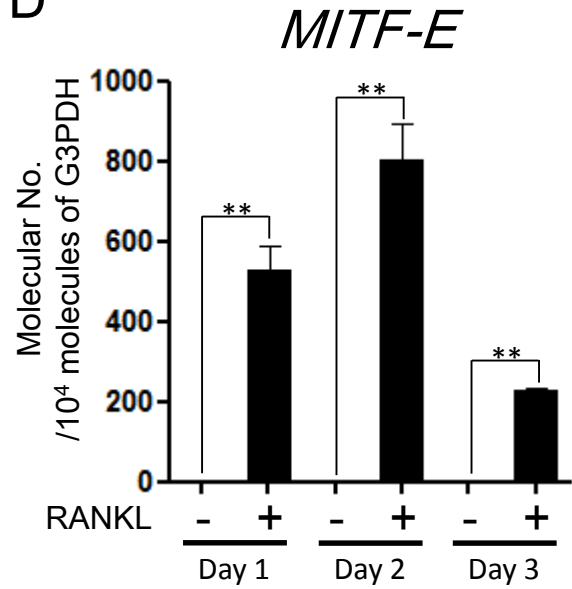 D
MITF-E
Molecular No.
/10⁴ molecules of G3PDH
1000
800
600
400
200
0
**
**
**
RANKL - + - + - +
Day 1 Day 2 Day 3